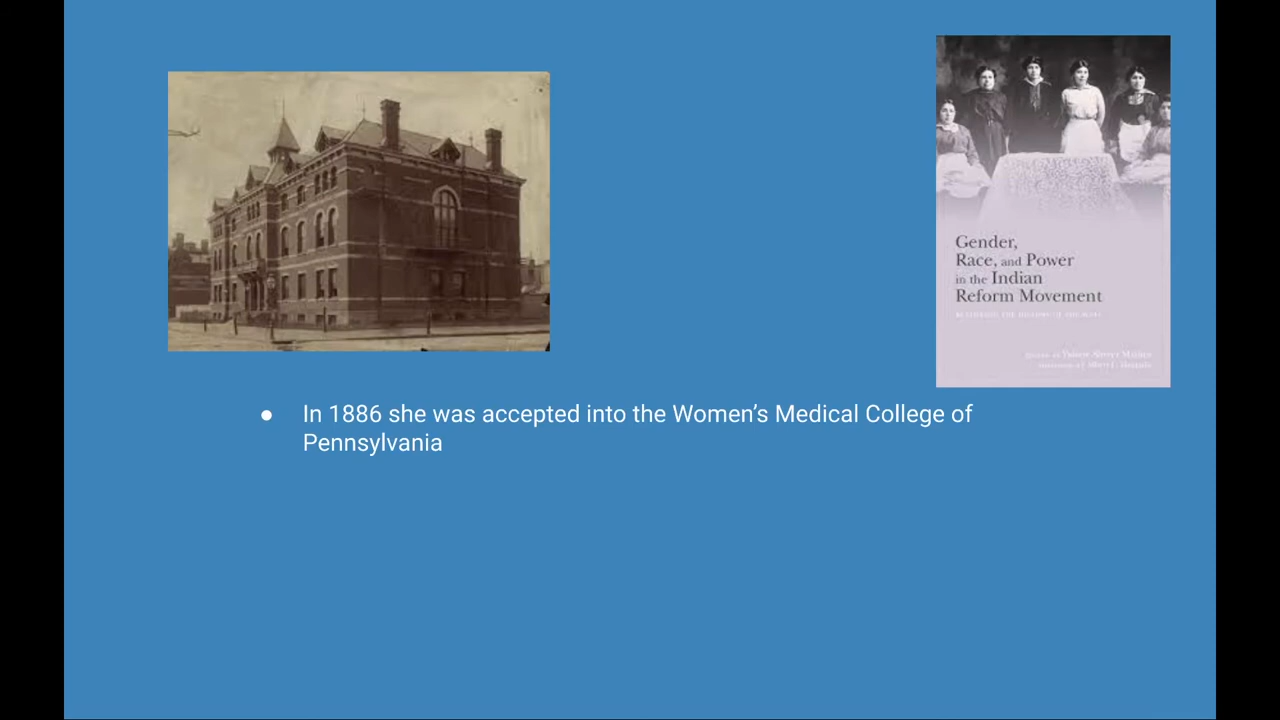 Gender,
Race, and Power
in the Indian
Reform Movement
● In 1886 she was accepted into the Women’s Medical College of
Pennsylvania